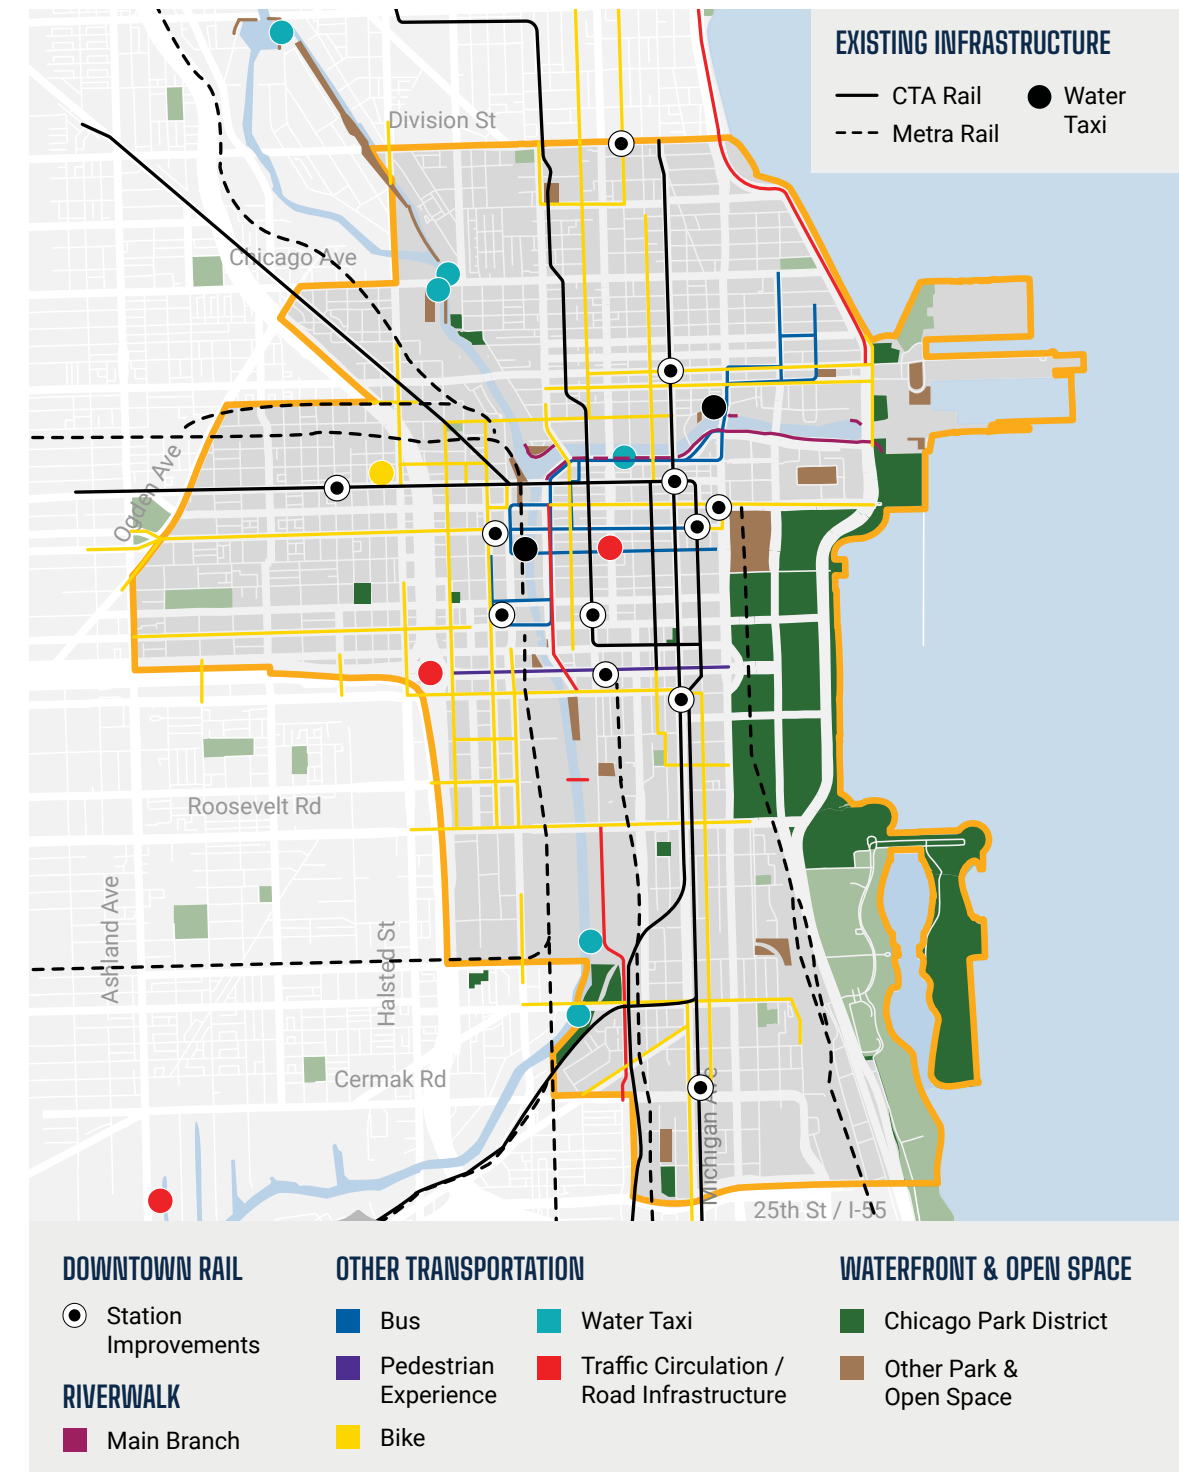 EXISTING INFRASTRUCTURE
CTA Rail
Metra Rail
Water
Taxi
Division St
Chicago Ave
Ogden Ave
Roosevelt Rd
Ashland Ave
Halsted St
Cermak Rd
Michigan Ave
25th St / I-55
DOWNTOWN RAIL
Station
Improvements
RIVERWALK
Main Branch
OTHER TRANSPORTATION
Bus
Pedestrian
Experience
Bike
Water Taxi
Traffic Circulation /
Road Infrastructure
WATERFRONT & OPEN SPACE
Chicago Park District
Other Park &
Open Space